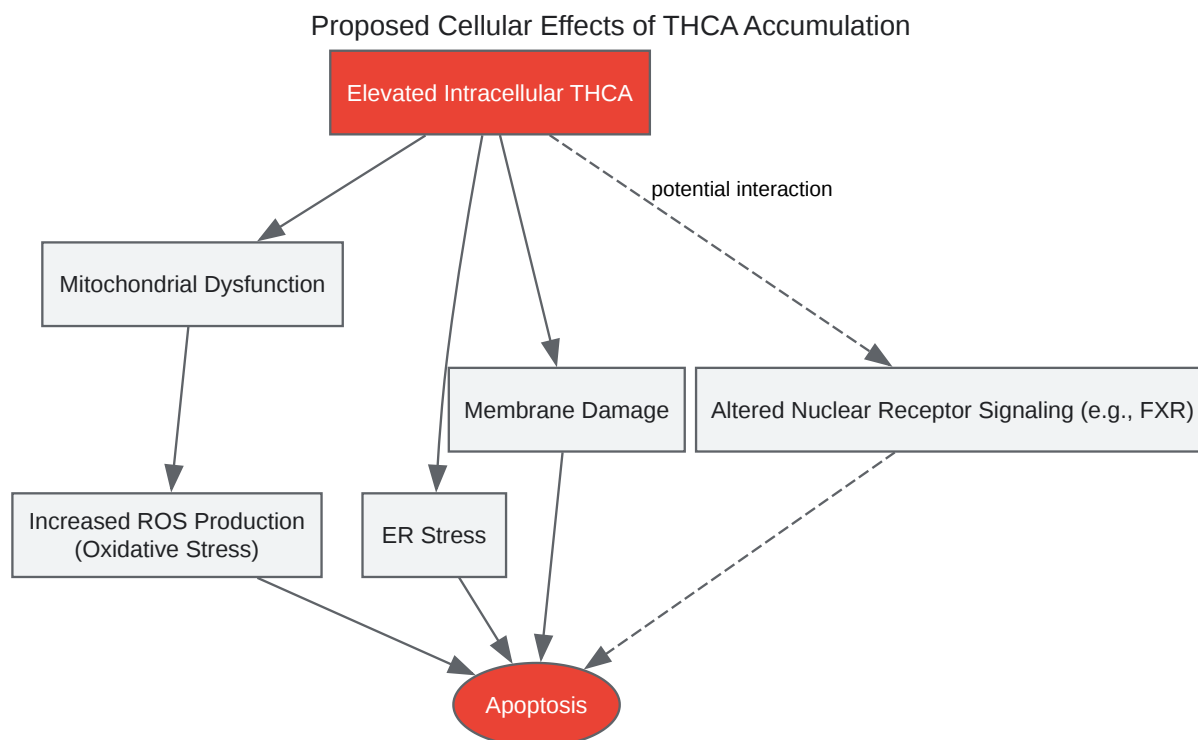 Proposed Cellular Effects of THCA Accumulation
Elevated Intracellular THCA
potential interaction
Mitochondrial Dysfunction
Membrane Damage
Altered Nuclear Receptor Signaling (e.g., FXR)
Increased ROS Production
(Oxidative Stress)
ER Stress
Apoptosis